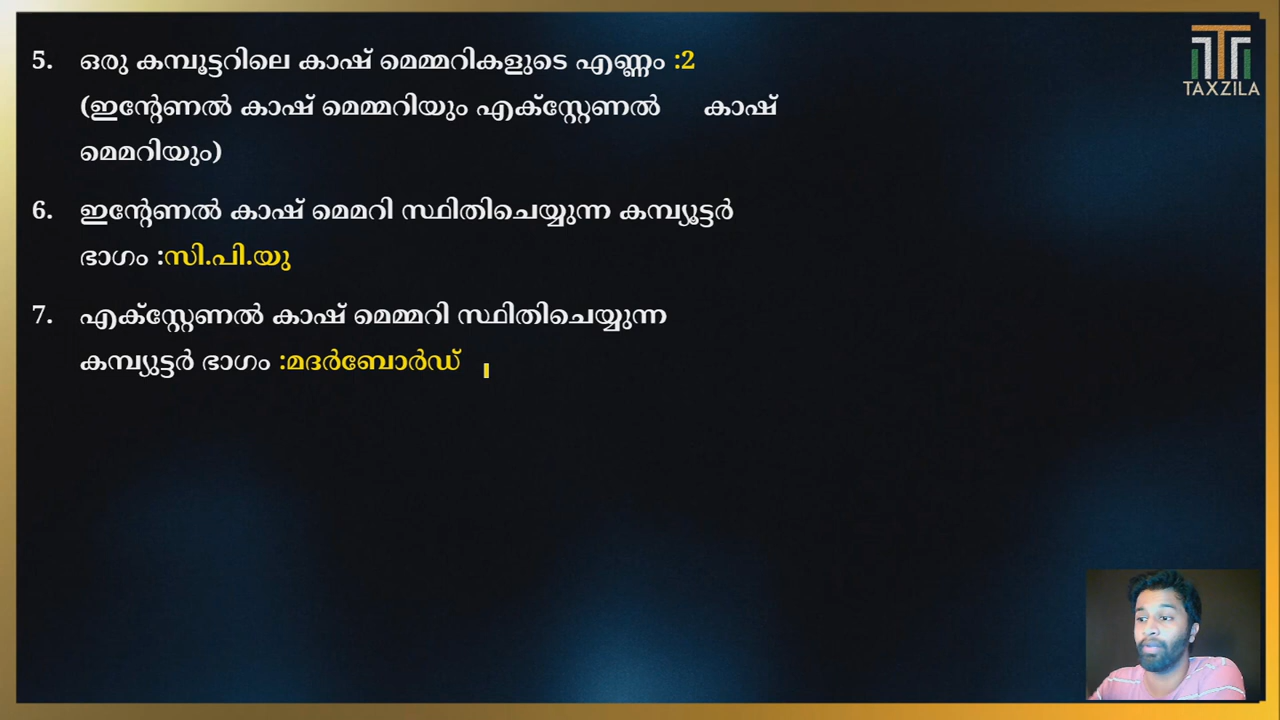 TAXZILA
5. ഒരു കമ്പൂട്ടറിലെ കാഷ് മെമ്മറികളുടെ എണ്ണം :2
(ഇന്റേണൽ കാഷ് മെമ്മറിയും എക്സ്റ്റേണൽ കാഷ്
മെമറിയും)
6. ഇന്റേണൽ കാഷ് മെമറി സ്ഥിതിചെയ്യുന്ന കമ്പ്യൂട്ടർ
ഭാഗം :സി.പി.യു
7. എക്സ്റ്റേണൽ കാഷ് മെമ്മറി സ്ഥിതിചെയ്യുന്ന
കമ്പ്യുട്ടർ ഭാഗം :മദർബോർഡ്